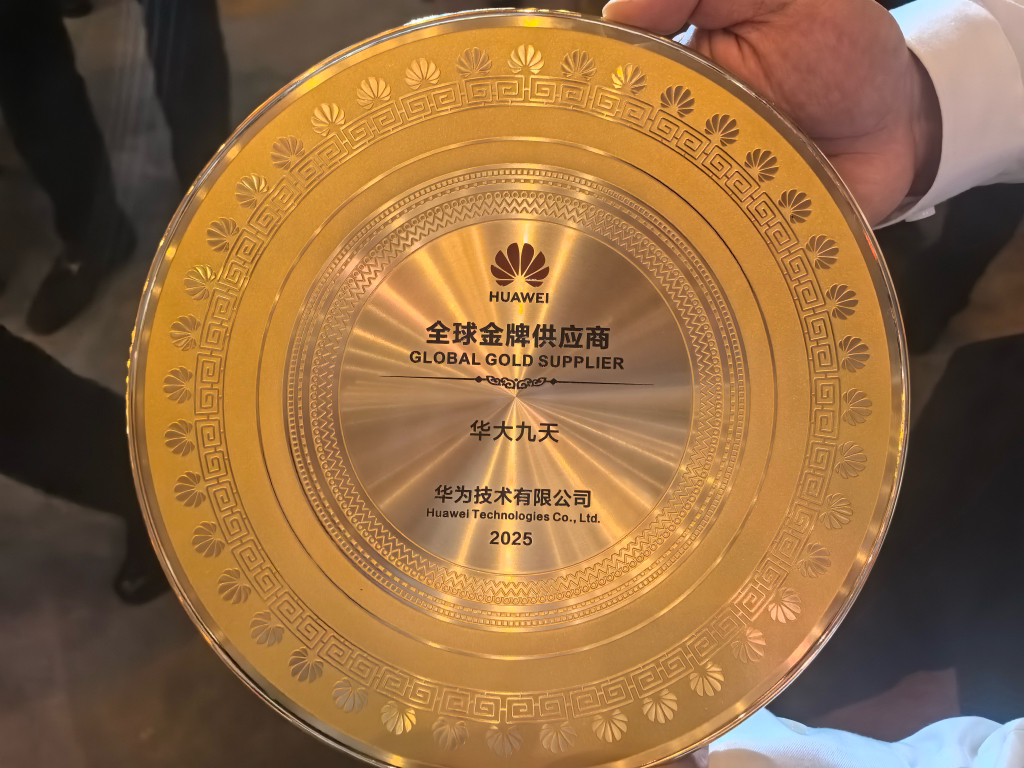 HUAWEI
全球金牌供应商
GLOBAL GOLD SUPPLIER
华大九天
华为技术有限公司
Huawei Technologies Co., Ltd.
2025